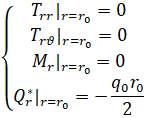 T_{rr}|_{r=r_0} = 0
T_{rϑ}|_{r=r_0} = 0
M_r|_{r=r_0} = 0
Q_r^*|_{r=r_0} = -\frac{q_0 r_0}{2}